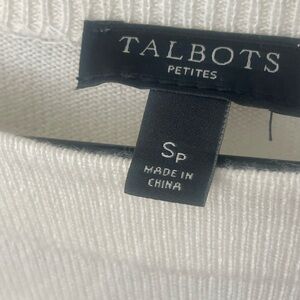 TALBOTS
PETITES
SP
MADE IN
CHINA